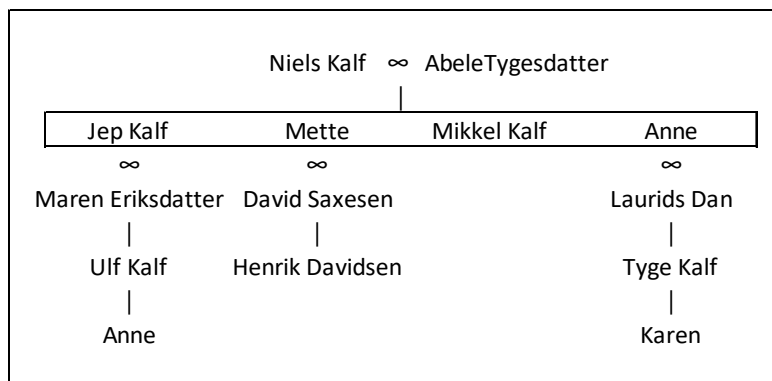 Niels Kalf ∞ AbeleTygesdatter
|
Jep Kalf Mette Mikkel Kalf Anne
∞ ∞ ∞
Maren Eriksdatter David Saxesen Laurids Dan
| | |
Ulf Kalf Henrik Davidsen Tyge Kalf
| |
Anne Karen